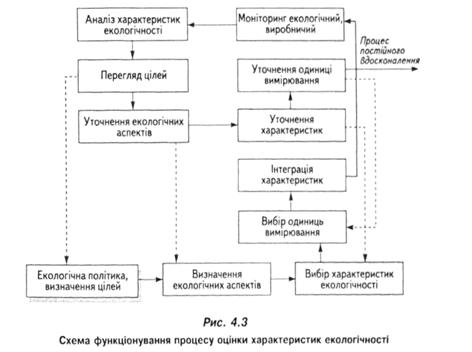 Аналіз характеристик
екологічності
Моніторинг екологічний,
виробничий
Процес
постійного
вдосконалення
Перегляд цілей
Уточнення одиниці
вимірювання
Уточнення екологічних
аспектів
Уточнення
характеристик
Інтеграція
характеристик
Вибір одиниць
вимірювання
Екологічна політика,
визначення цілей
Визначення
екологічних аспектів
Вибір характеристик
екологічності
Рис. 4.3
Схема функціонування процесу оцінки характеристик екологічності